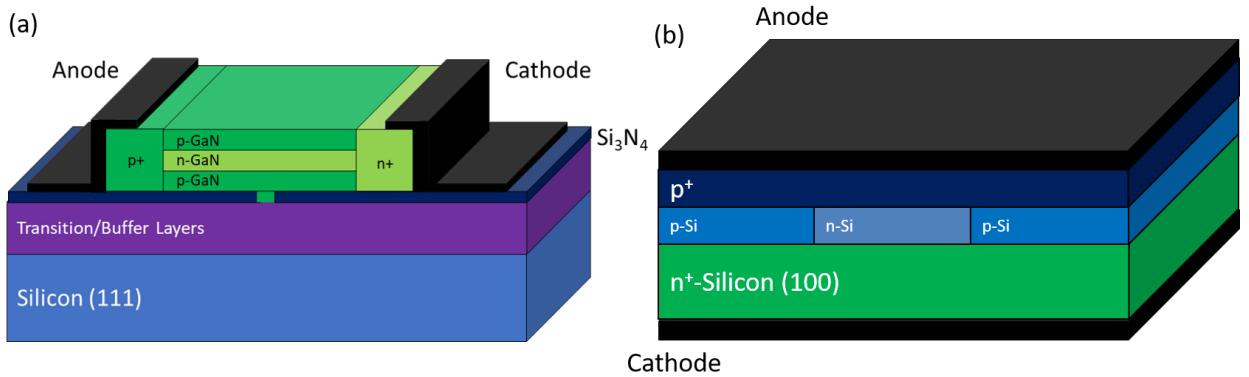 (a)
Anode
Cathode
Si₃N₄
p+
p-GaN
n-GaN
p-GaN
n+
Transition/Buffer Layers
Silicon (111)
(b)
Anode
p⁺
p-Si
n-Si
p-Si
n⁺-Silicon (100)
Cathode